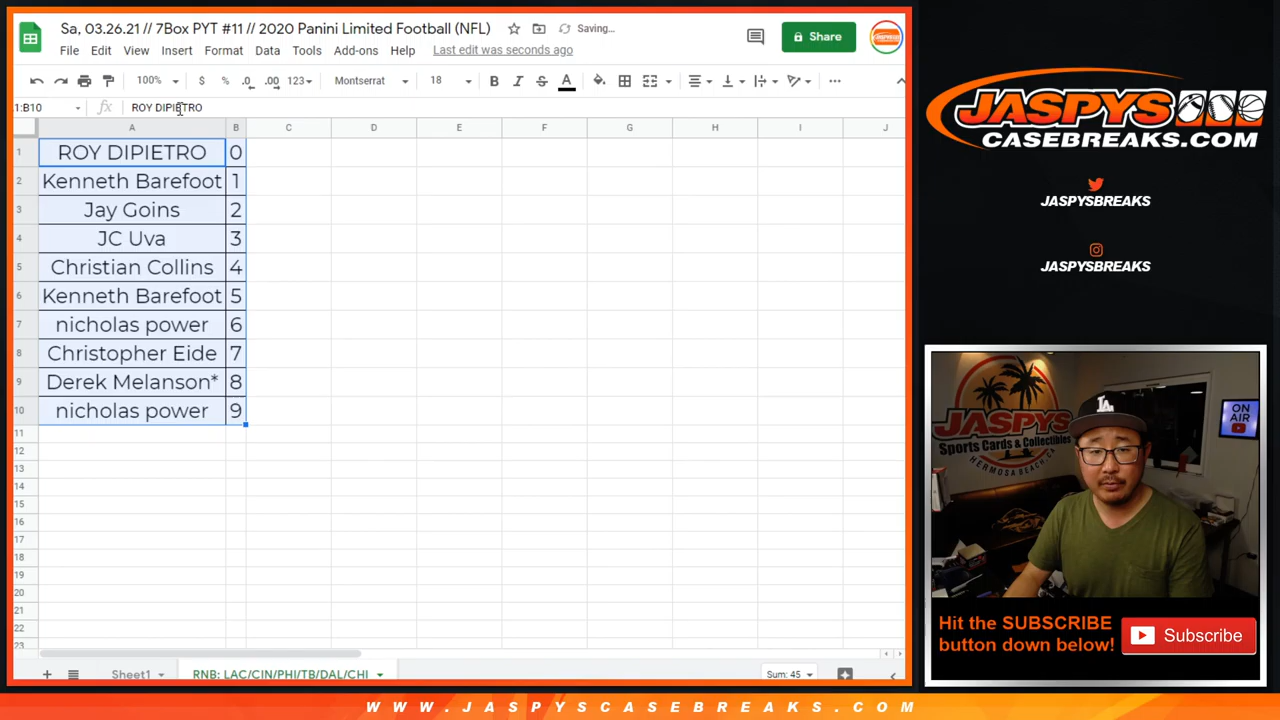 Sa, 03.26.21 // 7Box PYT #11 // 2020 Panini Limited Football (NFL)
Saving...
File Edit View Insert Format Data Tools Add-ons Help Last edit was seconds ago
Share
100% $ % .0 .00 123 Montserrat 18 B I S A
1:B10 fx ROY DIPIETRO
A B C D E F G H I J
1 ROY DIPIETRO 0
2 Kenneth Barefoot 1
3 Jay Goins 2
4 JC Uva 3
5 Christian Collins 4
6 Kenneth Barefoot 5
7 nicholas power 6
8 Christopher Eide 7
9 Derek Melanson* 8
10 nicholas power 9
11
12
13
14
15
16
17
18
19
20
21
22
23
+ Sheet1 RNB: LAC/CIN/PHI/TB/DAL/CHI Sum: 45
JASPYS
CASEBREAKS.COM
JASPYSBREAKS
JASPYSBREAKS
JASPYS
Sports Cards & Collectibles
HERMOSA BEACH, CA
LA
ON AIR
Hit the SUBSCRIBE
button down below!
Subscribe
WWW.JASPYSCASEBREAKS.COM